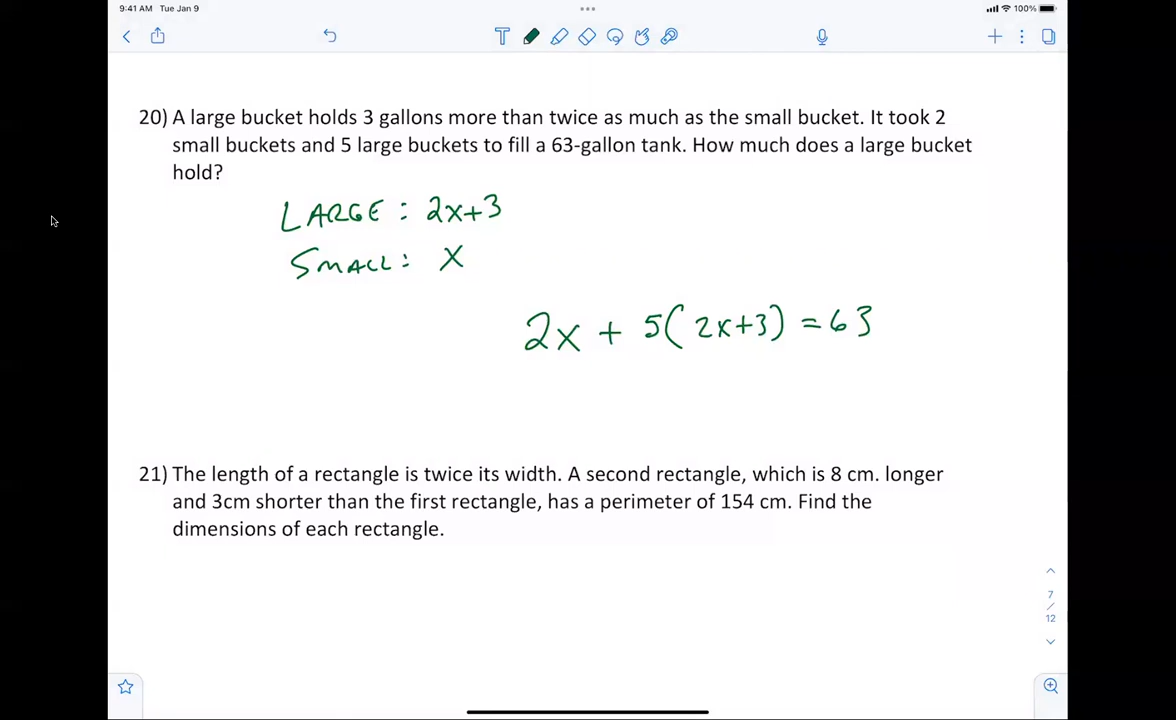 9:41 AM Tue Jan 9
100%
20) A large bucket holds 3 gallons more than twice as much as the small bucket. It took 2
small buckets and 5 large buckets to fill a 63-gallon tank. How much does a large bucket
hold?
LARGE: 2x+3
SMALL: X
2x + 5(2x+3) = 63
21) The length of a rectangle is twice its width. A second rectangle, which is 8 cm. longer
and 3cm shorter than the first rectangle, has a perimeter of 154 cm. Find the
dimensions of each rectangle.
7
/
12